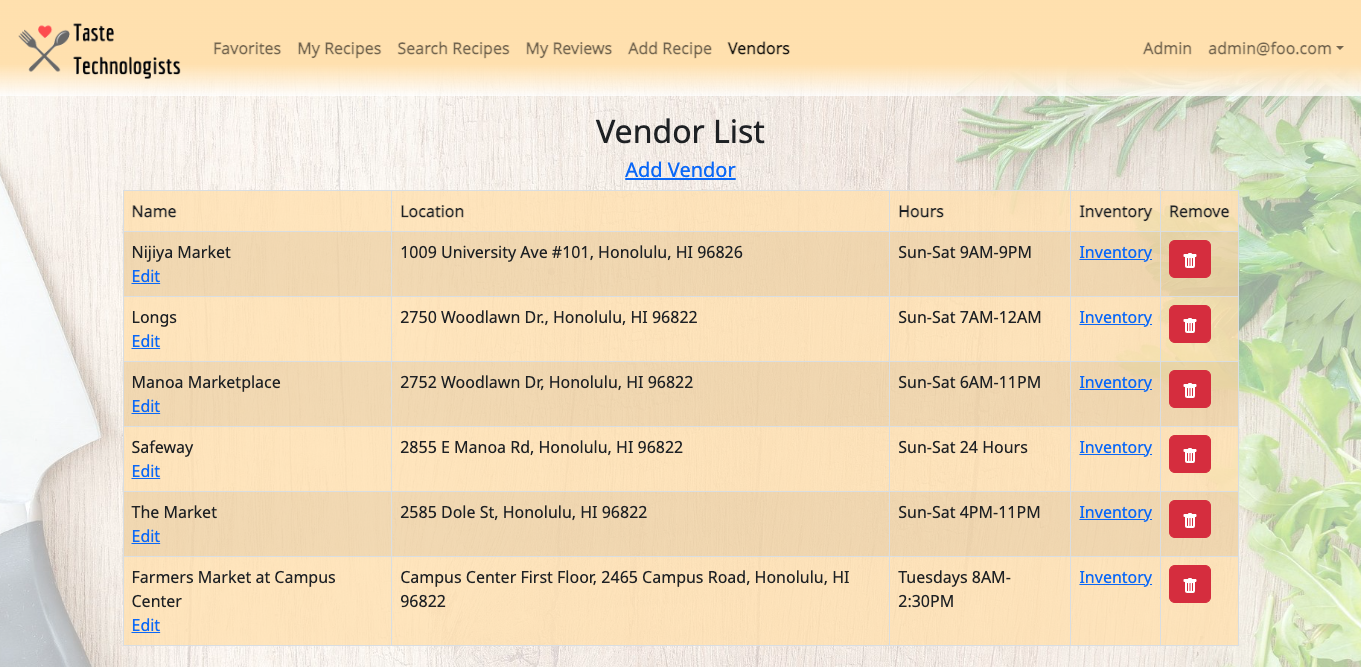 Taste
Technologists
Favorites My Recipes Search Recipes My Reviews Add Recipe Vendors Admin admin@foo.com
Vendor List
Add Vendor
Name Location Hours Inventory Remove
Nijiya Market 1009 University Ave #101, Honolulu, HI 96826 Sun-Sat 9AM-9PM Inventory
Edit
Longs 2750 Woodlawn Dr., Honolulu, HI 96822 Sun-Sat 7AM-12AM Inventory
Edit
Manoa Marketplace 2752 Woodlawn Dr, Honolulu, HI 96822 Sun-Sat 6AM-11PM Inventory
Edit
Safeway 2855 E Manoa Rd, Honolulu, HI 96822 Sun-Sat 24 Hours Inventory
Edit
The Market 2585 Dole St, Honolulu, HI 96822 Sun-Sat 4PM-11PM Inventory
Edit
Farmers Market at Campus Campus Center First Floor, 2465 Campus Road, Honolulu, HI Tuesdays 8AM- Inventory
Center 96822 2:30PM
Edit